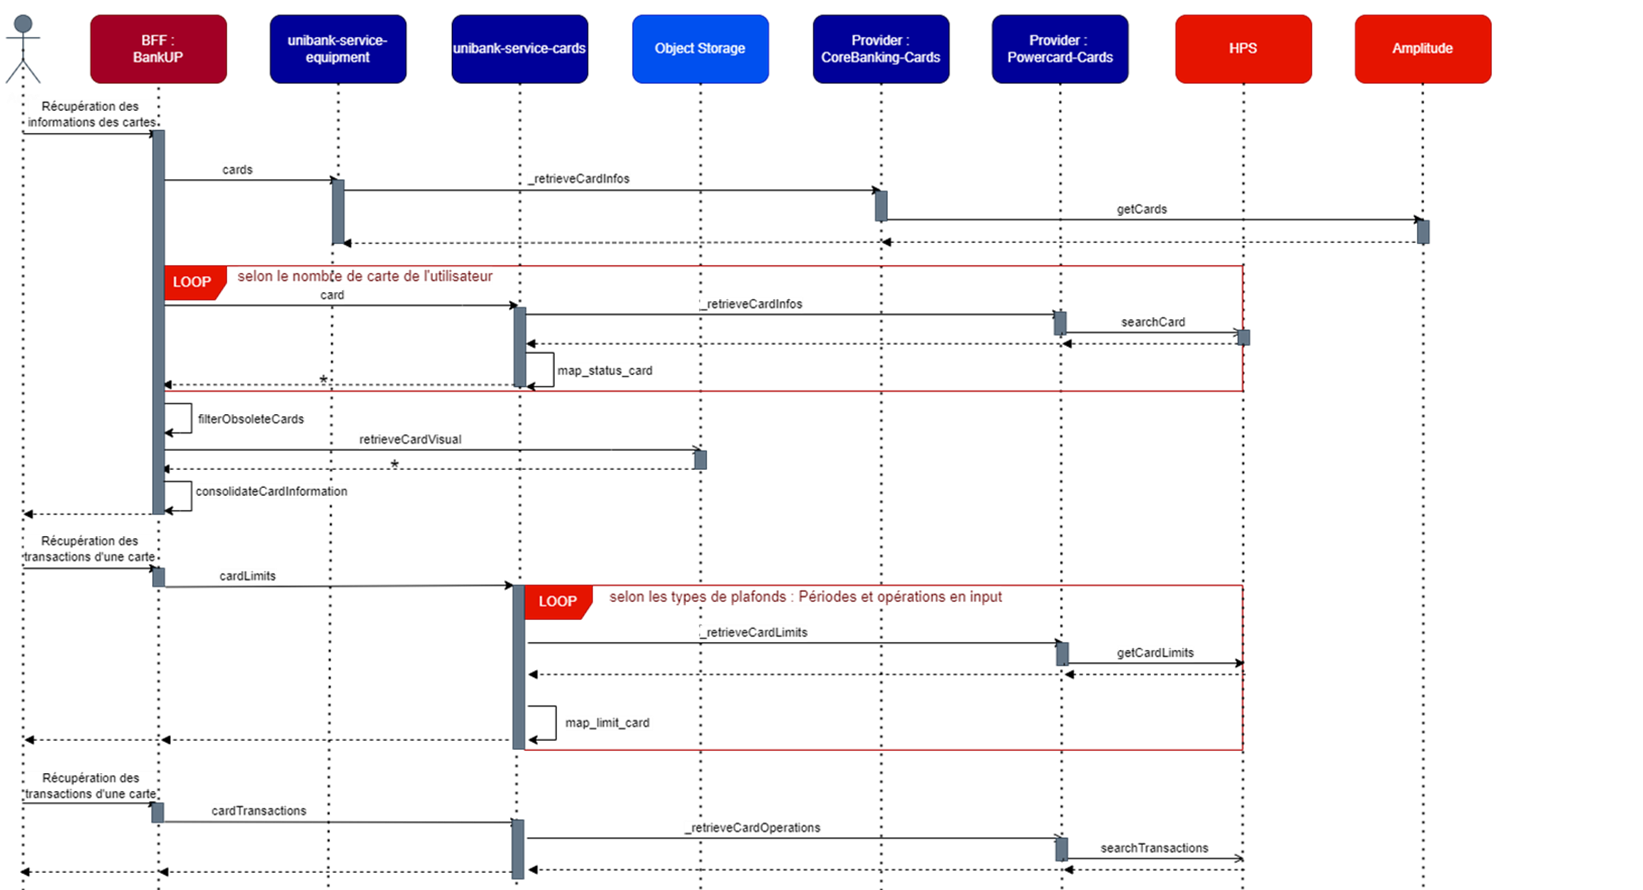 BFF :
BankUP
unibank-service-
equipment
unibank-service-cards
Object Storage
Provider :
CoreBanking-Cards
Provider :
Powercard-Cards
HPS
Amplitude
Récupération des
informations des cartes
cards
_retrieveCardInfos
getCards
LOOP
selon le nombre de carte de l'utilisateur
card
_retrieveCardInfos
searchCard
map_status_card
*
filterObsoleteCards
retrieveCardVisual
*
consolidateCardInformation
Récupération des
transactions d'une carte
cardLimits
LOOP
selon les types de plafonds : Périodes et opérations en input
_retrieveCardLimits
getCardLimits
map_limit_card
Récupération des
transactions d'une carte
cardTransactions
_retrieveCardOperations
searchTransactions